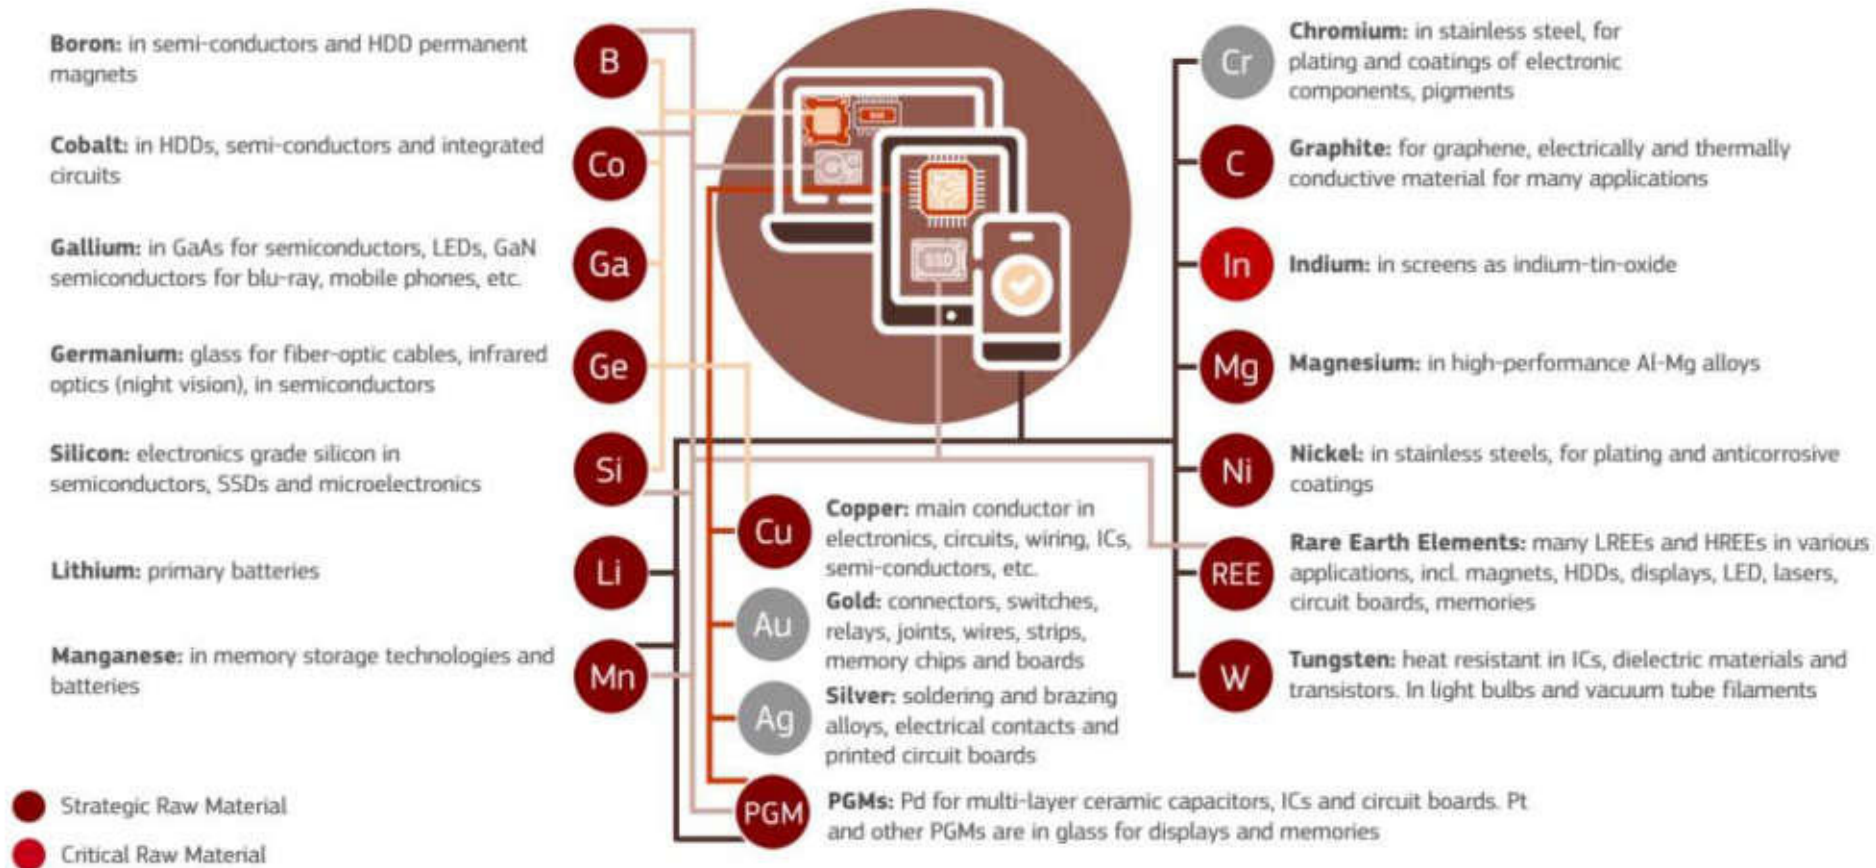 Boron: in semi-conductors and HDD permanent
magnets
B
Cobalt: in HDDs, semi-conductors and integrated
circuits
Co
Gallium: in GaAs for semiconductors, LEDs, GaN
semiconductors for blu-ray, mobile phones, etc.
Ga
Germanium: glass for fiber-optic cables, infrared
optics (night vision), in semiconductors
Ge
Silicon: electronics grade silicon in
semiconductors, SSDs and microelectronics
Si
Lithium: primary batteries
Li
Manganese: in memory storage technologies and
batteries
Mn
SSD
Cu
Copper: main conductor in
electronics, circuits, wiring, ICs,
semi-conductors, etc.
Au
Gold: connectors, switches,
relays, joints, wires, strips,
memory chips and boards
Ag
Silver: soldering and brazing
alloys, electrical contacts and
printed circuit boards
PGM
PGMs: Pd for multi-layer ceramic capacitors, ICs and circuit boards. Pt
and other PGMs are in glass for displays and memories
Cr
Chromium: in stainless steel, for
plating and coatings of electronic
components, pigments
C
Graphite: for graphene, electrically and thermally
conductive material for many applications
In
Indium: in screens as indium-tin-oxide
Mg
Magnesium: in high-performance Al-Mg alloys
Ni
Nickel: in stainless steels, for plating and anticorrosive
coatings
REE
Rare Earth Elements: many LREEs and HREEs in various
applications, incl. magnets, HDDs, displays, LED, lasers,
circuit boards, memories
W
Tungsten: heat resistant in ICs, dielectric materials and
transistors. In light bulbs and vacuum tube filaments
Strategic Raw Material
Critical Raw Material